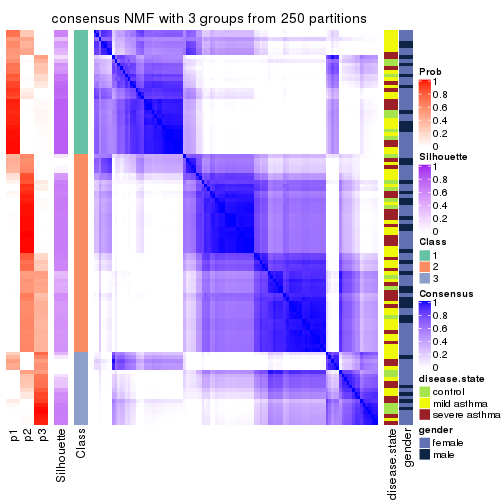 consensus NMF with 3 groups from 250 partitions
Prob
1
0.8
0.6
0.4
0.2
0
Silhouette
1
0.8
0.6
0.4
0.2
0
Class
1
2
3
Consensus
1
0.8
0.6
0.4
0.2
0
disease.state
control
mild asthma
severe asthma
gender
female
male
p1
p2
p3
Silhouette
Class
disease.state
gender